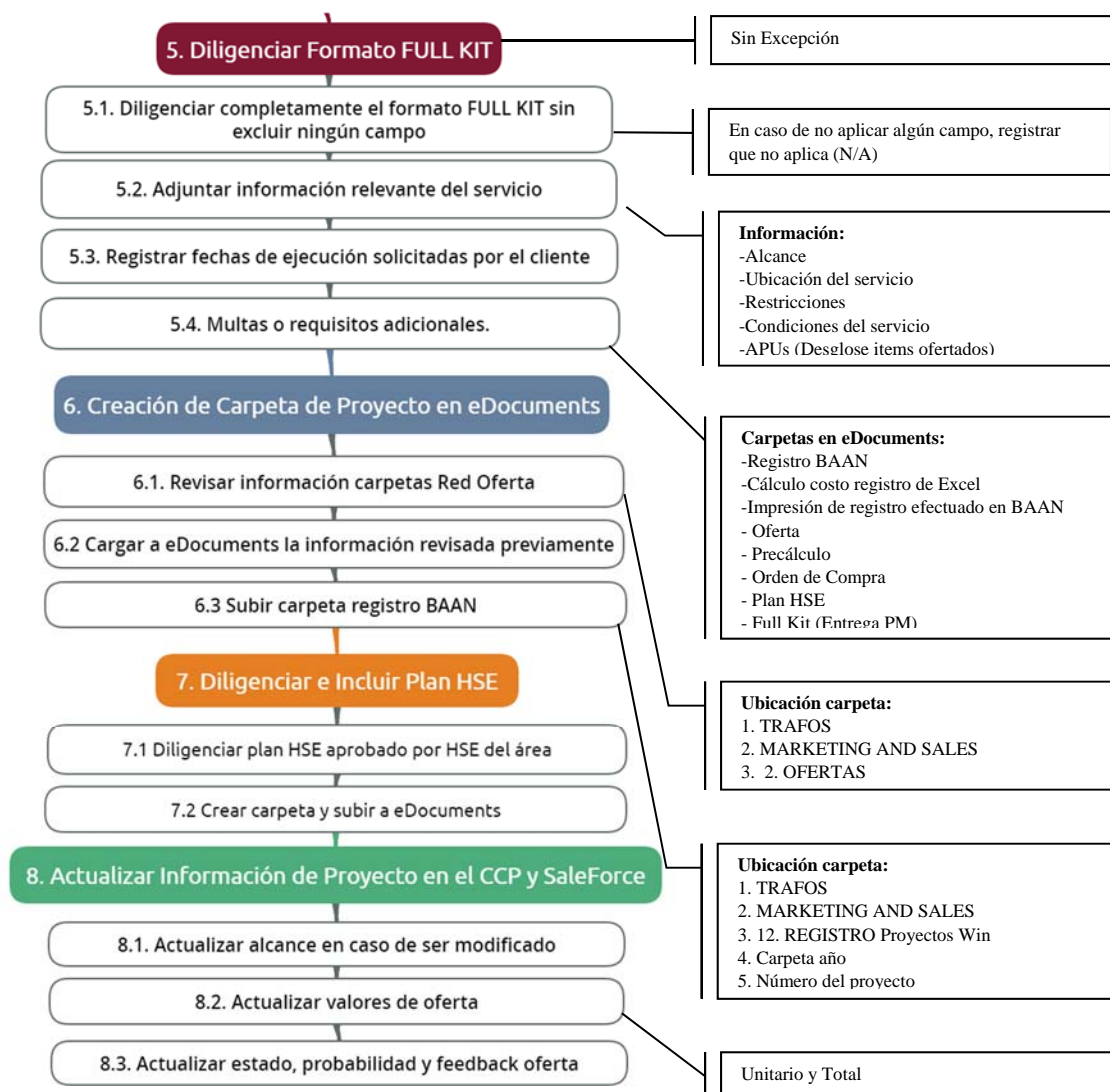 5. Diligenciar Formato FULL KIT
Sin Excepción
5.1. Diligenciar completamente el formato FULL KIT sin
excluir ningún campo
En caso de no aplicar algún campo, registrar
que no aplica (N/A)
5.2. Adjuntar información relevante del servicio
Información:
-Alcance
-Ubicación del servicio
-Restricciones
-Condiciones del servicio
-APUs (Desglose items ofertados)
5.3. Registrar fechas de ejecución solicitadas por el cliente
5.4. Multas o requisitos adicionales.
6. Creación de Carpeta de Proyecto en eDocuments
Carpetas en eDocuments:
-Registro BAAN
-Cálculo costo registro de Excel
-Impresión de registro efectuado en BAAN
- Oferta
- Precálculo
- Orden de Compra
- Plan HSE
- Full Kit (Entrega PM)
6.1. Revisar información carpetas Red Oferta
6.2 Cargar a eDocuments la información revisada previamente
6.3 Subir carpeta registro BAAN
Ubicación carpeta:
1. TRAFOS
2. MARKETING AND SALES
3. 2. OFERTAS
7. Diligenciar e Incluir Plan HSE
7.1 Diligenciar plan HSE aprobado por HSE del área
7.2 Crear carpeta y subir a eDocuments
8. Actualizar Información de Proyecto en el CCP y SaleForce
Ubicación carpeta:
1. TRAFOS
2. MARKETING AND SALES
3. 12. REGISTRO Proyectos Win
4. Carpeta año
5. Número del proyecto
8.1. Actualizar alcance en caso de ser modificado
8.2. Actualizar valores de oferta
8.3. Actualizar estado, probabilidad y feedback oferta
Unitario y Total